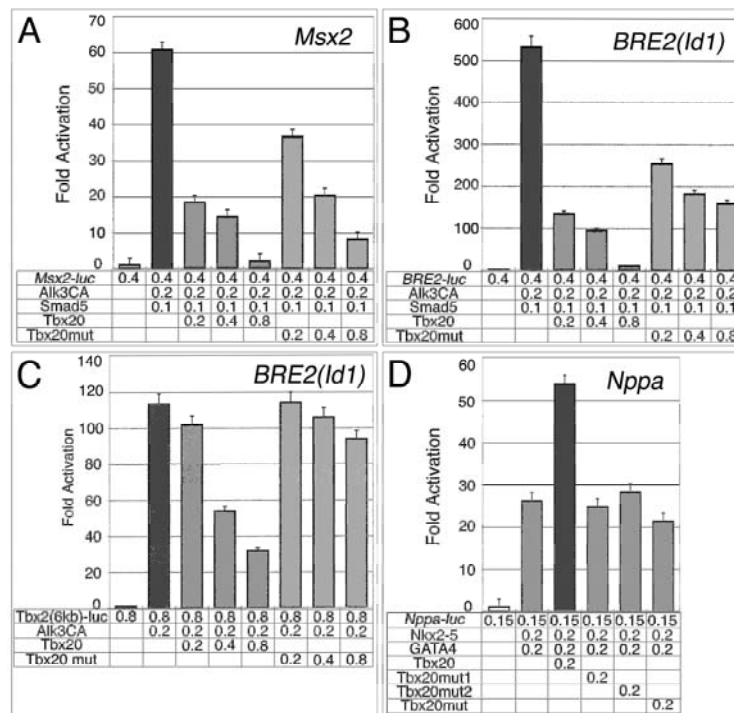 A
Msx2
Fold Activation
70
60
50
40
30
20
10
0
Msx2-luc 0.4 0.4 0.4 0.4 0.4 0.4 0.4 0.4
Alk3CA 0.2 0.2 0.2 0.2 0.2 0.2 0.2
Smad5 0.1 0.1 0.1 0.1 0.1 0.1 0.1
Tbx20 0.2 0.4 0.8
Tbx20mut 0.2 0.4 0.8
B
BRE2(Id1)
Fold Activation
600
500
400
300
200
100
0
BRE2-luc 0.4 0.4 0.4 0.4 0.4 0.4 0.4 0.4
Alk3CA 0.2 0.2 0.2 0.2 0.2 0.2 0.2
Smad5 0.1 0.1 0.1 0.1 0.1 0.1 0.1
Tbx20 0.2 0.4 0.8
Tbx20mut 0.2 0.4 0.8
C
BRE2(Id1)
Fold Activation
140
120
100
80
60
40
20
0
Tbx2(6kb)-luc 0.8 0.8 0.8 0.8 0.8 0.8 0.8 0.8
Alk3CA 0.2 0.2 0.2 0.2 0.2 0.2 0.2
Tbx20 0.2 0.4 0.8
Tbx20 mut 0.2 0.4 0.8
D
Nppa
Fold Activation
60
50
40
30
20
10
0
Nppa-luc 0.15 0.15 0.15 0.15 0.15 0.15
Nkx2-5 0.2 0.2 0.2 0.2 0.2
GATA4 0.2 0.2 0.2 0.2 0.2
Tbx20 0.2
Tbx20mut1 0.2
Tbx20mut2 0.2
Tbx20mut 0.2